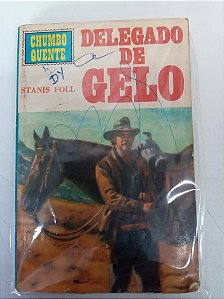 CHUMBO
QUENTE
DELEGADO
DE
GELO
STANIS FOLL